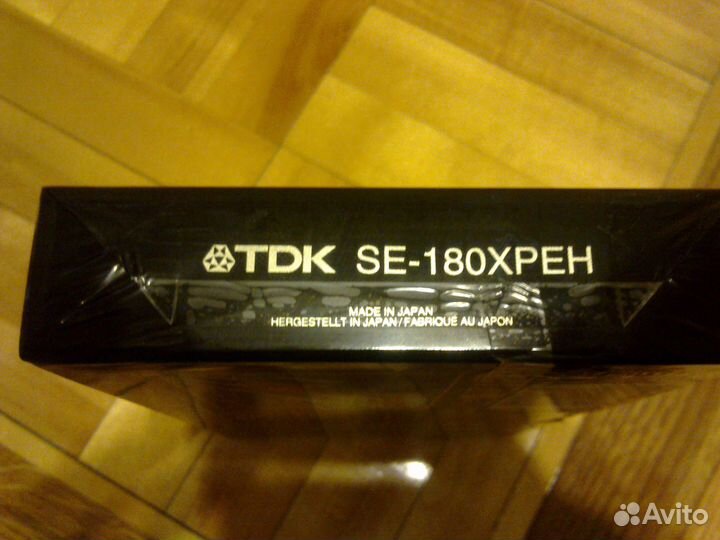 TDK SE-180XPEH
MADE IN JAPAN
HERGESTELLT IN JAPAN/FABRIQUE AU JAPON
Avito